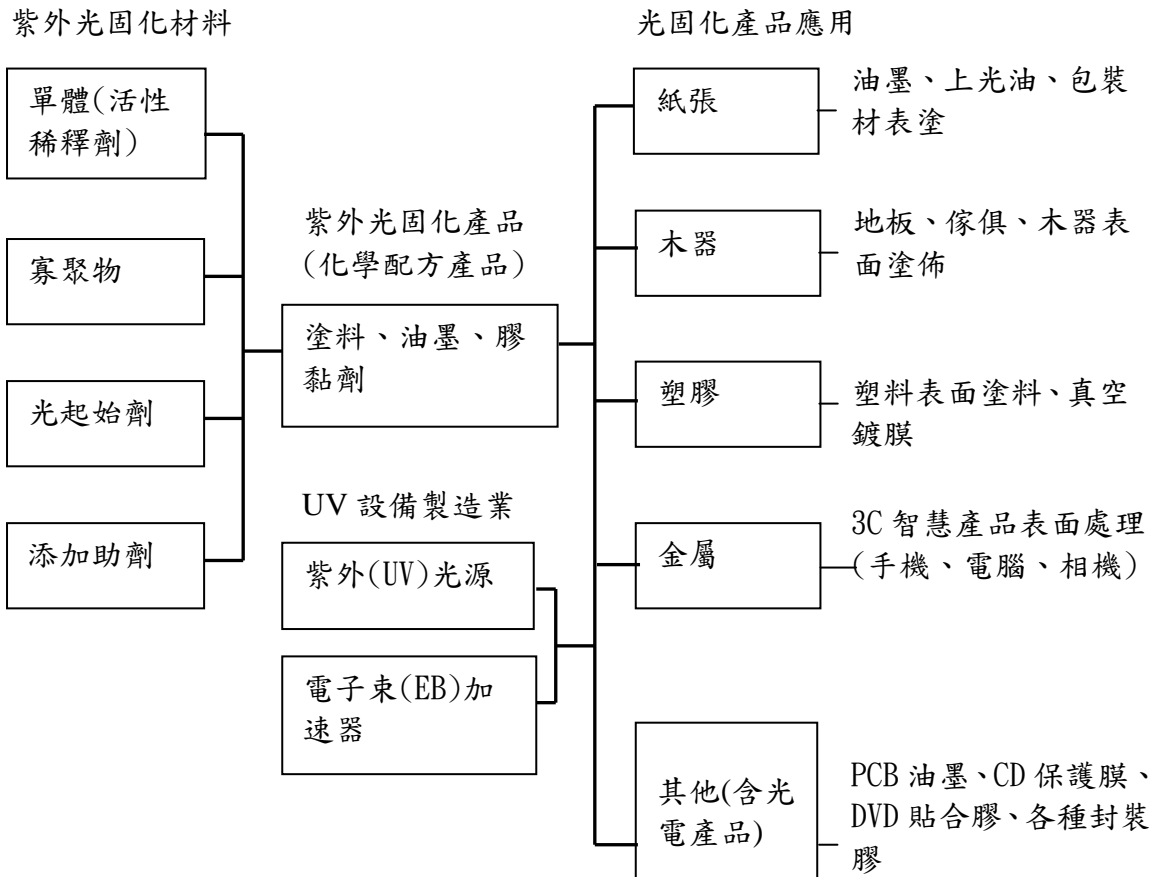 紫外光固化材料
單體(活性
稀釋劑)
寡聚物
光起始劑
添加助劑
紫外光固化產品
(化學配方產品)
塗料、油墨、膠
黏劑
UV 設備製造業
紫外(UV)光源
電子束(EB)加
速器
光固化產品應用
紙張
油墨、上光油、包裝
材表塗
木器
地板、傢俱、木器表
面塗佈
塑膠
塑料表面塗料、真空
鍍膜
金屬
3C 智慧產品表面處理
(手機、電腦、相機)
其他(含光
電產品)
PCB 油墨、CD 保護膜、
DVD 貼合膠、各種封裝
膠